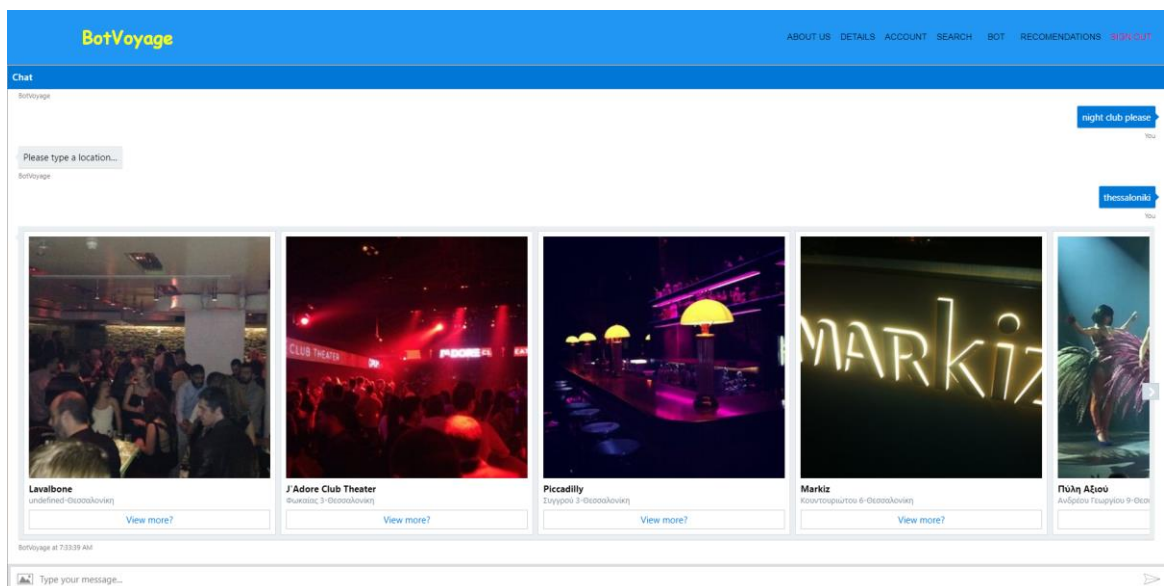 BotVoyage
ABOUT US DETAILS ACCOUNT SEARCH BOT RECOMENDATIONS SIGN OUT
Chat
BotVoyage
night club please
You
Please type a location...
BotVoyage
thessaloniki
You
CLUB THEATER
MARKiz
Lavalbone
undefined-Θεσσαλονίκη
View more?
J'Adore Club Theater
Φωκαίας 3-Θεσσαλονίκη
View more?
Piccadilly
Συγγρού 3-Θεσσαλονίκη
View more?
Markiz
Κουντουριώτου 6-Θεσσαλονίκη
View more?
Πύλη Αξιού
Ανδρέου Γεωργίου 9-Θεσ
BotVoyage at 7:33:39 AM
Type your message...